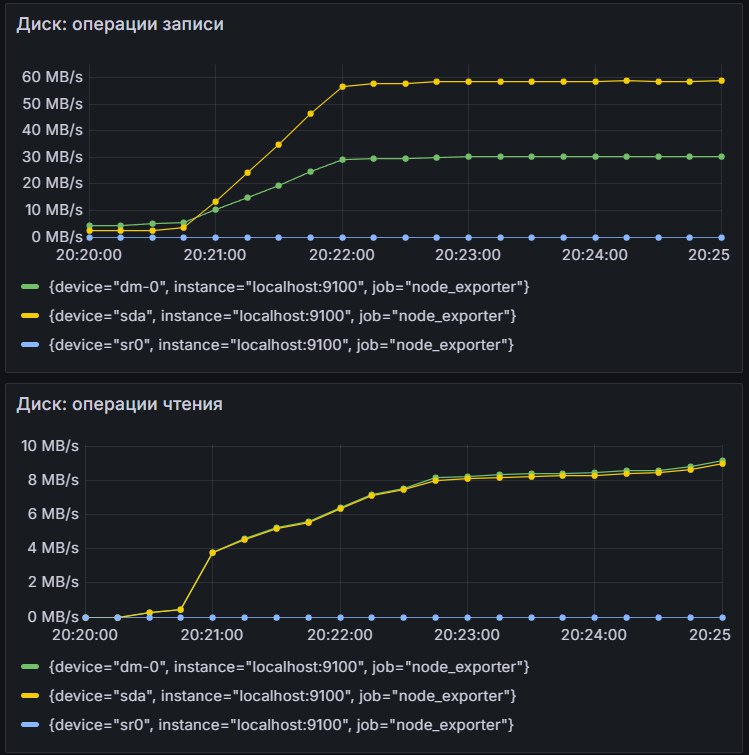 Диск: операции записи
60 MB/s
50 MB/s
40 MB/s
30 MB/s
20 MB/s
10 MB/s
0 MB/s
20:20:00 20:21:00 20:22:00 20:23:00 20:24:00 20:25
{device="dm-0", instance="localhost:9100", job="node_exporter"}
{device="sda", instance="localhost:9100", job="node_exporter"}
{device="sr0", instance="localhost:9100", job="node_exporter"}
Диск: операции чтения
10 MB/s
8 MB/s
6 MB/s
4 MB/s
2 MB/s
0 MB/s
20:20:00 20:21:00 20:22:00 20:23:00 20:24:00 20:25
{device="dm-0", instance="localhost:9100", job="node_exporter"}
{device="sda", instance="localhost:9100", job="node_exporter"}
{device="sr0", instance="localhost:9100", job="node_exporter"}